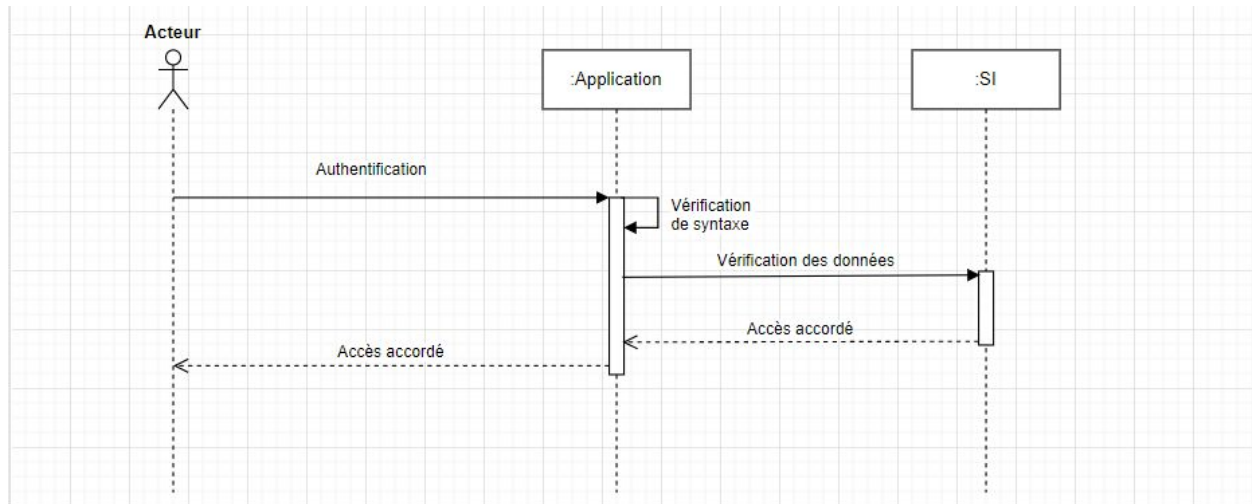 Acteur
:Application
:SI
Authentification
Vérification
de syntaxe
Vérification des données
Accès accordé
Accès accordé